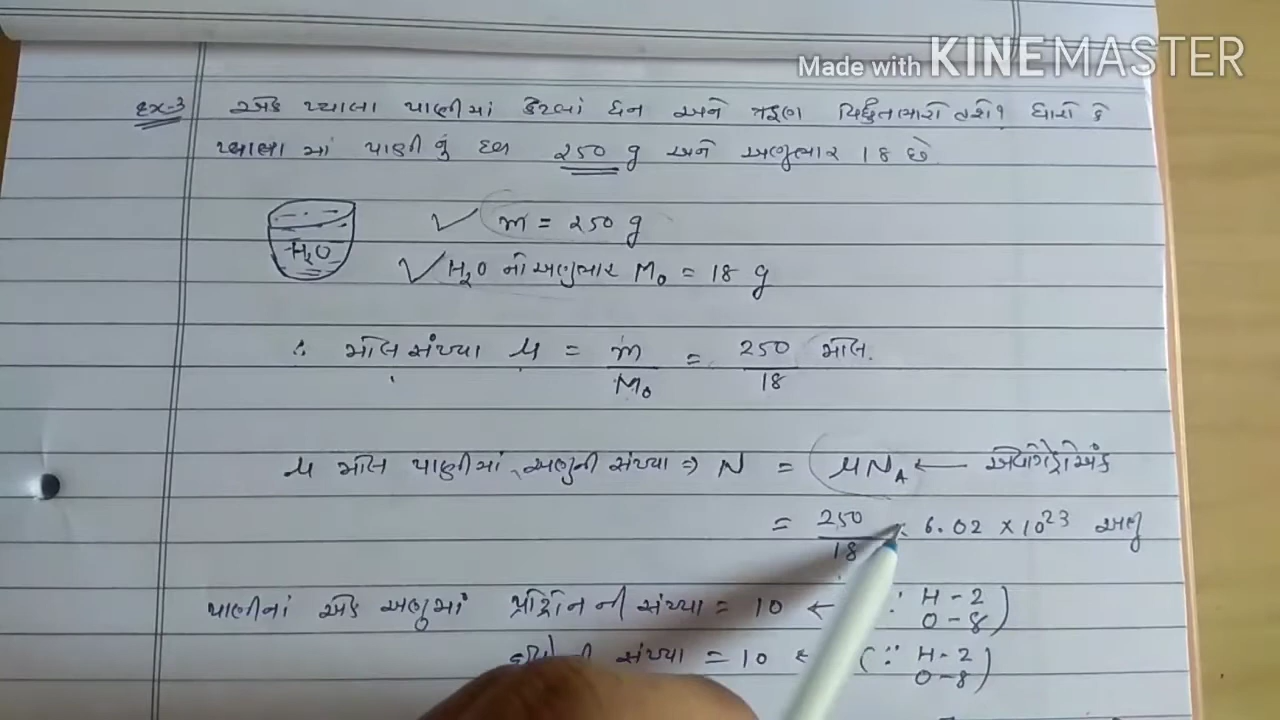 Made with KINEMASTER
Ex-3 એક પ્યાલા પાણીમાં કેટલાં ધન અને ઋણ વિદ્યુતભારો હશે? ધારો કે
પ્યાલા માં પાણી નું દળ 250 g અને અણુભાર 18 છે
m = 250 g
H₂O
H₂O નો અણુભાર M₀ = 18 g
∴ મોલ સંખ્યા μ = m/M₀ = 250/18 મોલ.
μ મોલ પાણીમાં અણુની સંખ્યા ⇒ N = μNA ← એવોગેડ્રો અંક
= 250/18 × 6.02 × 10²³ અણુ
પાણીનાં એક અણુમાં પ્રોટોન ની સંખ્યા = 10 ← ∵ H-2 O-8)
સંખ્યા = 10 ← (∵ H-2 O-8)